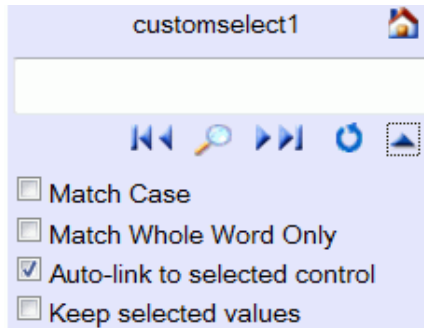 customselect1
Match Case
Match Whole Word Only
Auto-link to selected control
Keep selected values